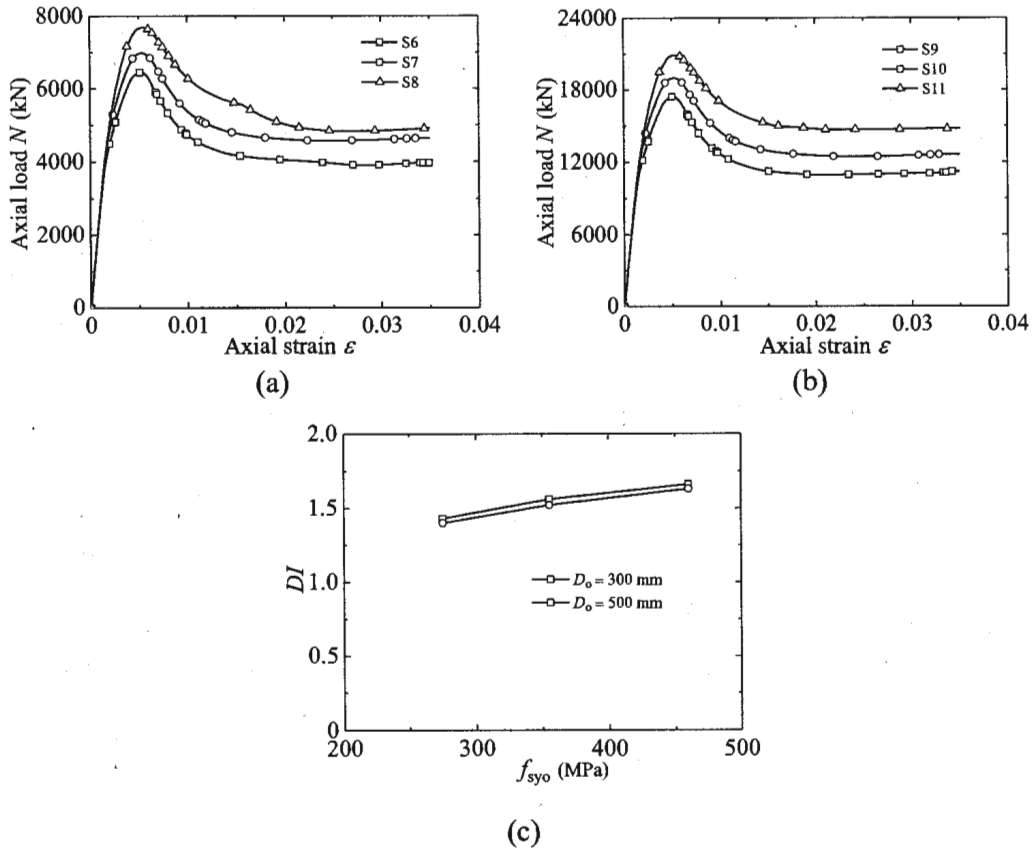 8000
6000
4000
2000
0
Axial load N (kN)
S6
S7
S8
0
0.01
0.02
0.03
0.04
Axial strain ε
(a)
24000
18000
12000
6000
0
Axial load N (kN)
S9
S10
S11
0
0.01
0.02
0.03
0.04
Axial strain ε
(b)
2.0
1.5
1.0
0.5
0
DI
Do = 300 mm
Do = 500 mm
200
300
400
500
fsyo (MPa)
(c)